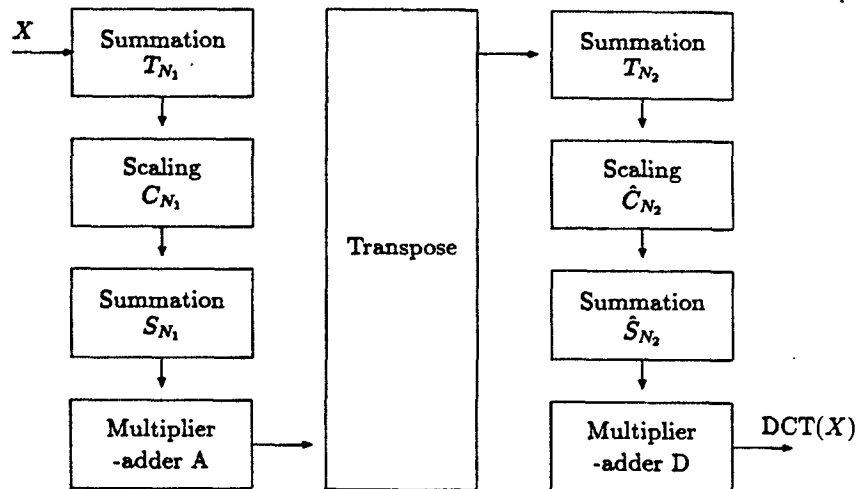 X
Summation
T_{N_1}
Scaling
C_{N_1}
Summation
S_{N_1}
Multiplier
-adder A
Transpose
Summation
T_{N_2}
Scaling
Ĉ_{N_2}
Summation
Ŝ_{N_2}
Multiplier
-adder D
DCT(X)